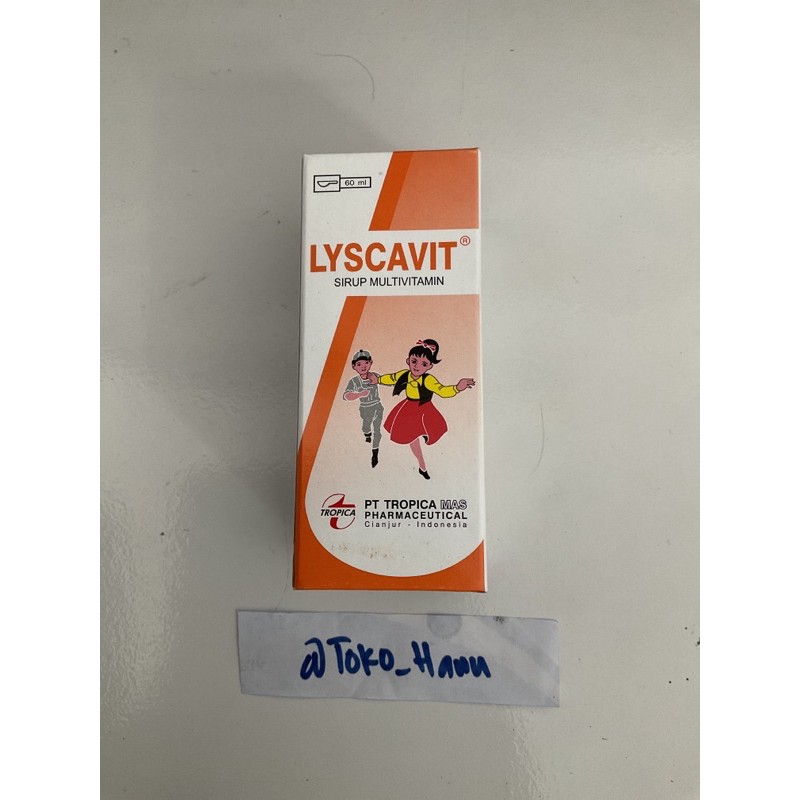 60 ml
LYSCAVIT®
SIRUP MULTIVITAMIN
TROPICA
PT TROPICA MAS
PHARMACEUTICAL
Cianjur - Indonesia
@Toko_Hanu